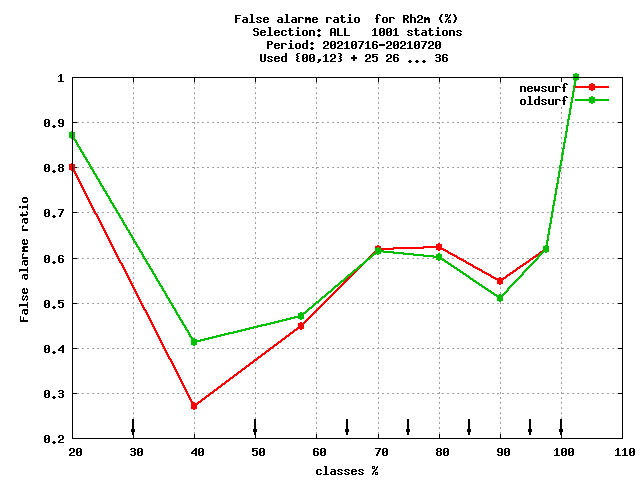 False alarme ratio  for Rh2m (%)
Selection: ALL   1001 stations
Period: 20210716-20210720
Used {00,12} + 25 26 ... 36
newsurf
oldsurf
1
0.9
0.8
0.7
0.6
0.5
0.4
0.3
0.2
False alarme ratio
20 30 40 50 60 70 80 90 100 110
classes %